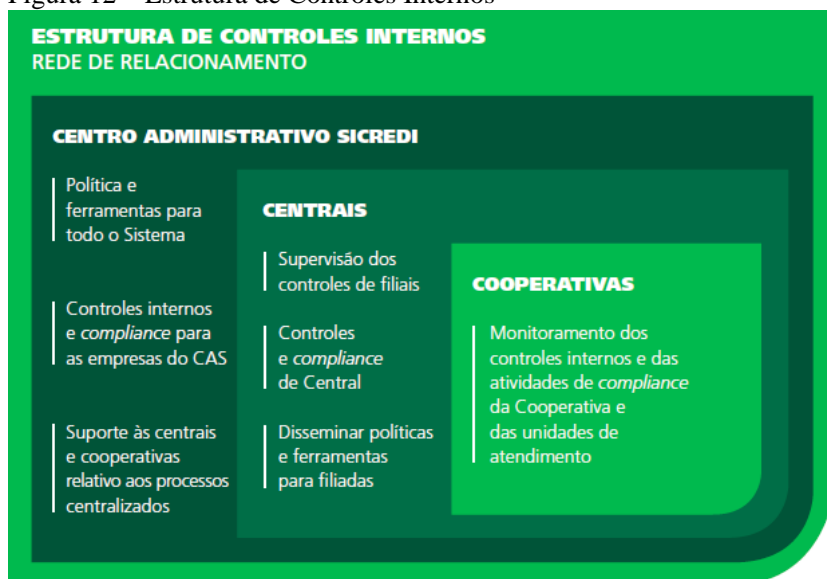 Figura 12 – Estrutura de Controles Internos
ESTRUTURA DE CONTROLES INTERNOS
REDE DE RELACIONAMENTO
CENTRO ADMINISTRATIVO SICREDI
Política e
ferramentas para
todo o Sistema
Controles internos
e compliance para
as empresas do CAS
Suporte às centrais
e cooperativas
relativo aos processos
centralizados
CENTRAIS
Supervisão dos
controles de filiais
Controles
e compliance
de Central
Disseminar políticas
e ferramentas
para filiadas
COOPERATIVAS
Monitoramento dos
controles internos e das
atividades de compliance
da Cooperativa e
das unidades de
atendimento